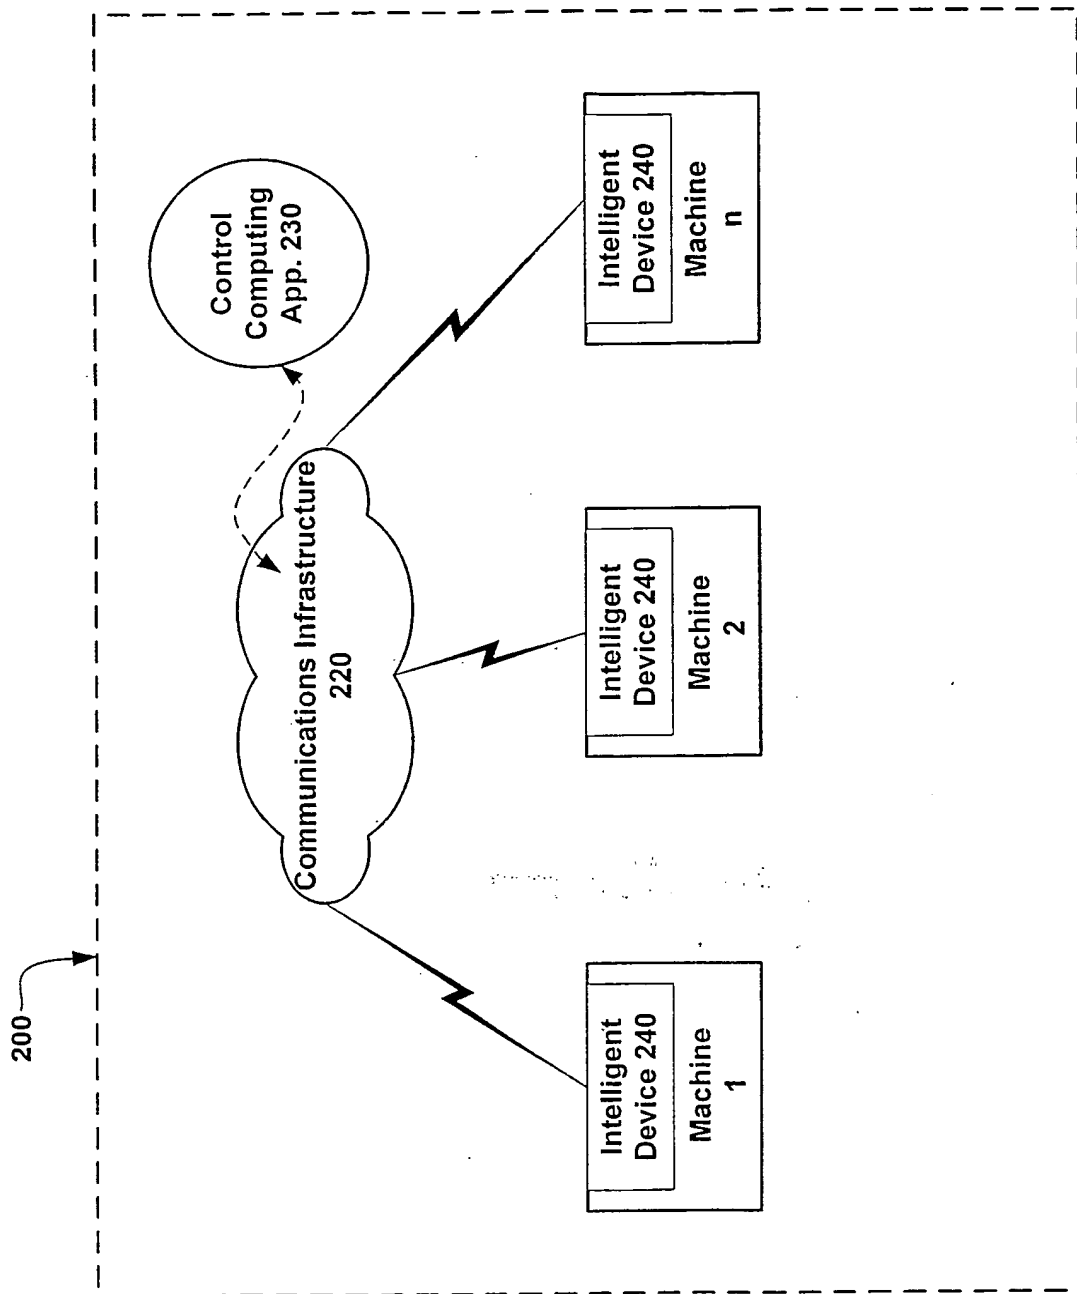 200
Control
Computing
App. 230
Communications Infrastructure
220
Intelligent
Device 240
Machine
1
Intelligent
Device 240
Machine
2
Intelligent
Device 240
Machine
n